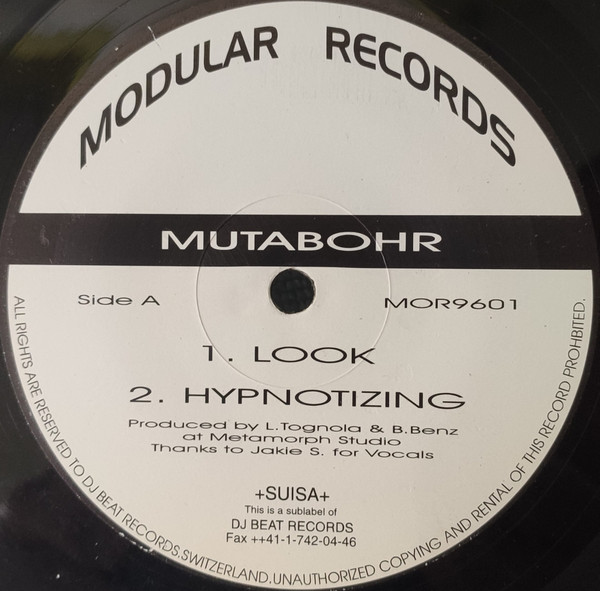 MODULAR RECORDS
MUTABOHR
Side A
MOR9601
1. LOOK
2. HYPNOTIZING
Produced by L.Tognola & B.Benz
at Metamorph Studio
Thanks to Jakie S. for Vocals
+SUISA+
This is a sublabel of
DJ BEAT RECORDS
Fax ++41-1-742-04-46
ALL RIGHTS ARE RESERVED TO DJ BEAT RECORDS.SWITZERLAND.UNAUTHORIZED COPYING AND RENTAL OF THIS RECORD PROHIBITED.